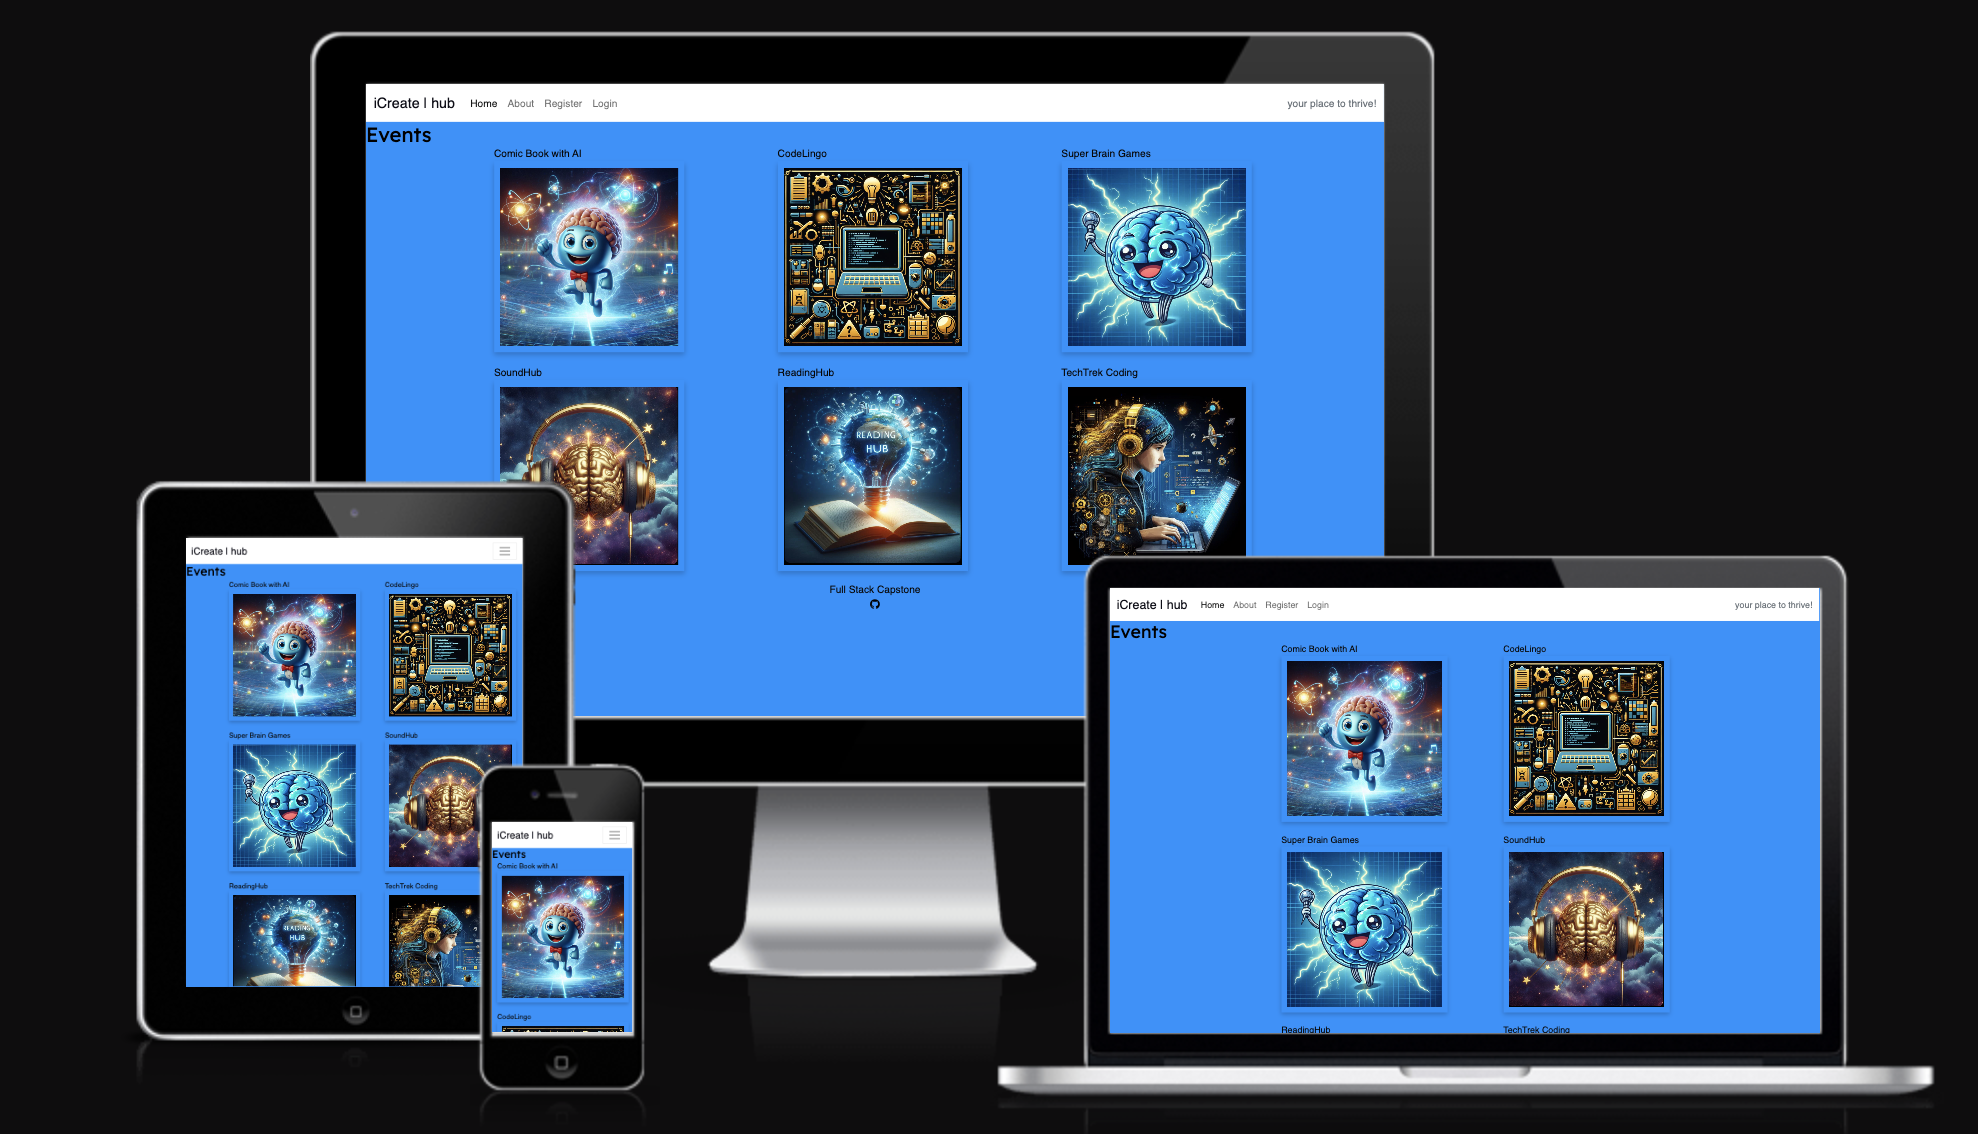 iCreate | hub Home About Register Login your place to thrive!
Events
Comic Book with AI CodeLingo Super Brain Games
SoundHub ReadingHub TechTrek Coding
READING
HUB
Full Stack Capstone
iCreate | hub
Events
Comic Book with AI CodeLingo
Super Brain Games SoundHub
ReadingHub TechTrek Coding
READING
HUB
iCreate | hub
Events
Comic Book with AI
CodeLingo
iCreate | hub Home About Register Login your place to thrive!
Events
Comic Book with AI CodeLingo
Super Brain Games SoundHub
ReadingHub TechTrek Coding